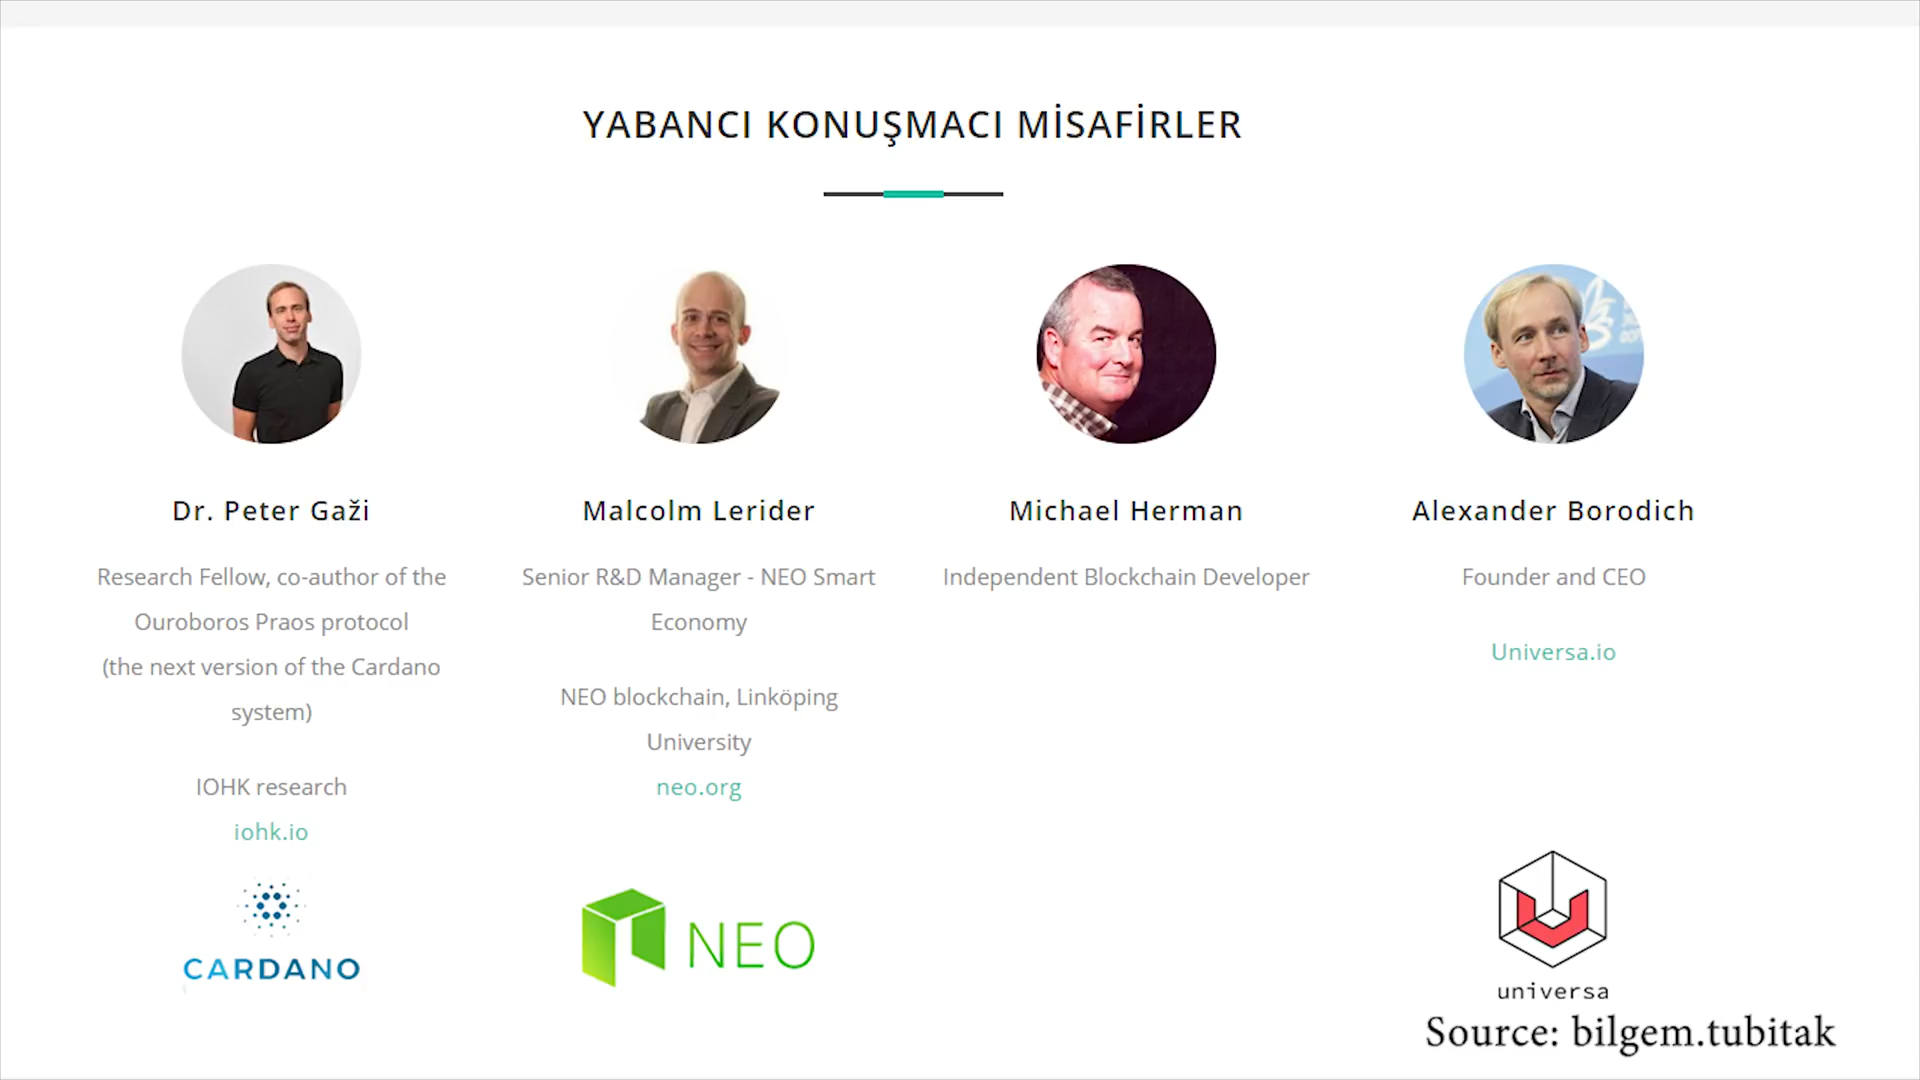 YABANCI KONUŞMACI MİSAFİRLER
Dr. Peter Gaži
Research Fellow, co-author of the
Ouroboros Praos protocol
(the next version of the Cardano
system)
IOHK research
iohk.io
CARDANO
Malcolm Lerider
Senior R&D Manager - NEO Smart
Economy
NEO blockchain, Linköping
University
neo.org
NEO
Michael Herman
Independent Blockchain Developer
Alexander Borodich
Founder and CEO
Universa.io
universa
Source: bilgem.tubitak